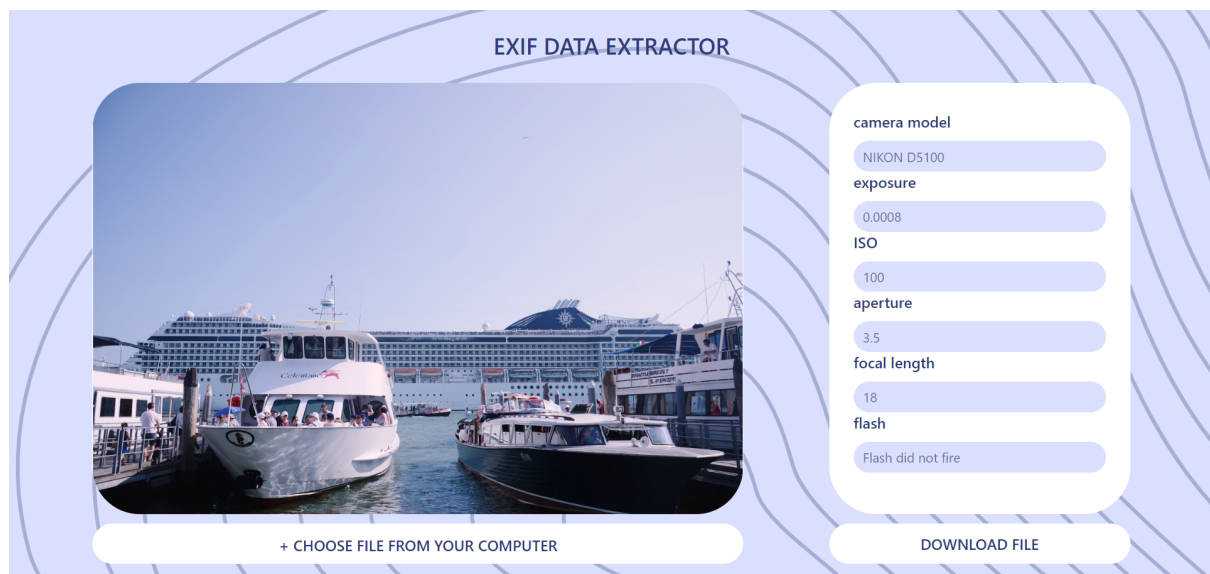 EXIF DATA EXTRACTOR
Celestino
+ CHOOSE FILE FROM YOUR COMPUTER
camera model
NIKON D5100
exposure
0.0008
ISO
100
aperture
3.5
focal length
18
flash
Flash did not fire
DOWNLOAD FILE